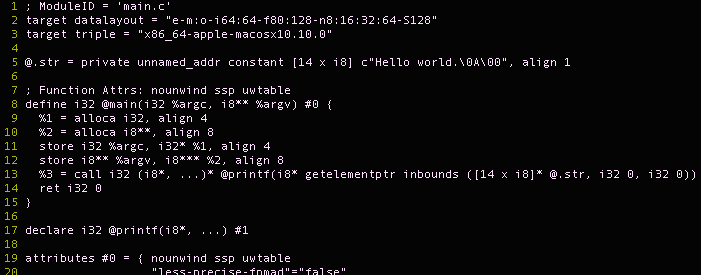 1 ; ModuleID = 'main.c'
2 target datalayout = "e-m:o-i64:64-f80:128-n8:16:32:64-S128"
3 target triple = "x86_64-apple-macosx10.10.0"
4
5 @.str = private unnamed_addr constant [14 x i8] c"Hello world.\0A\00", align 1
6
7 ; Function Attrs: nounwind ssp uwtable
8 define i32 @main(i32 %argc, i8** %argv) #0 {
9 %1 = alloca i32, align 4
10 %2 = alloca i8**, align 8
11 store i32 %argc, i32* %1, align 4
12 store i8** %argv, i8*** %2, align 8
13 %3 = call i32 (i8*, ...)* @printf(i8* getelementptr inbounds ([14 x i8]* @.str, i32 0, i32 0))
14 ret i32 0
15 }
16
17 declare i32 @printf(i8*, ...) #1
18
19 attributes #0 = { nounwind ssp uwtable
20 "less-precise-fpmad"="false"